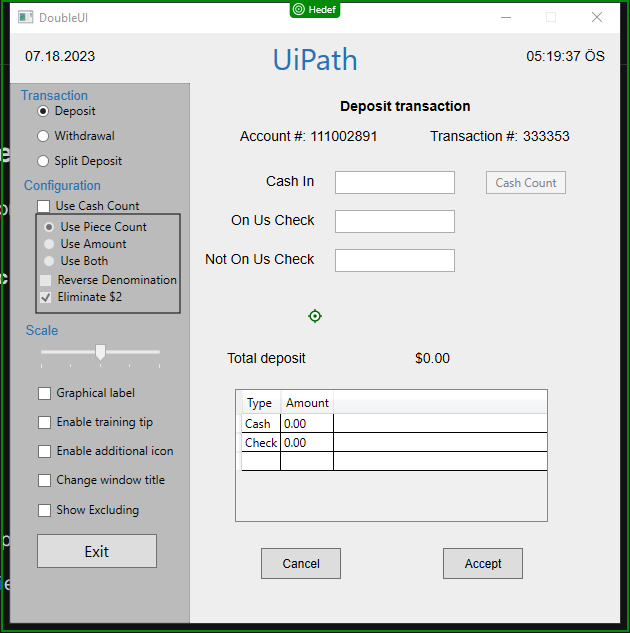 Hedef
DoubleUI
07.18.2023
UiPath
05:19:37 ÖS
Transaction
Deposit
Withdrawal
Split Deposit
Configuration
Use Cash Count
Use Piece Count
Use Amount
Use Both
Reverse Denomination
Eliminate $2
Scale
Graphical label
Enable training tip
Enable additional icon
Change window title
Show Excluding
Exit
Deposit transaction
Account #: 111002891 Transaction #: 333353
Cash In
Cash Count
On Us Check
Not On Us Check
Total deposit $0.00
Type Amount
Cash 0.00
Check 0.00
Cancel
Accept